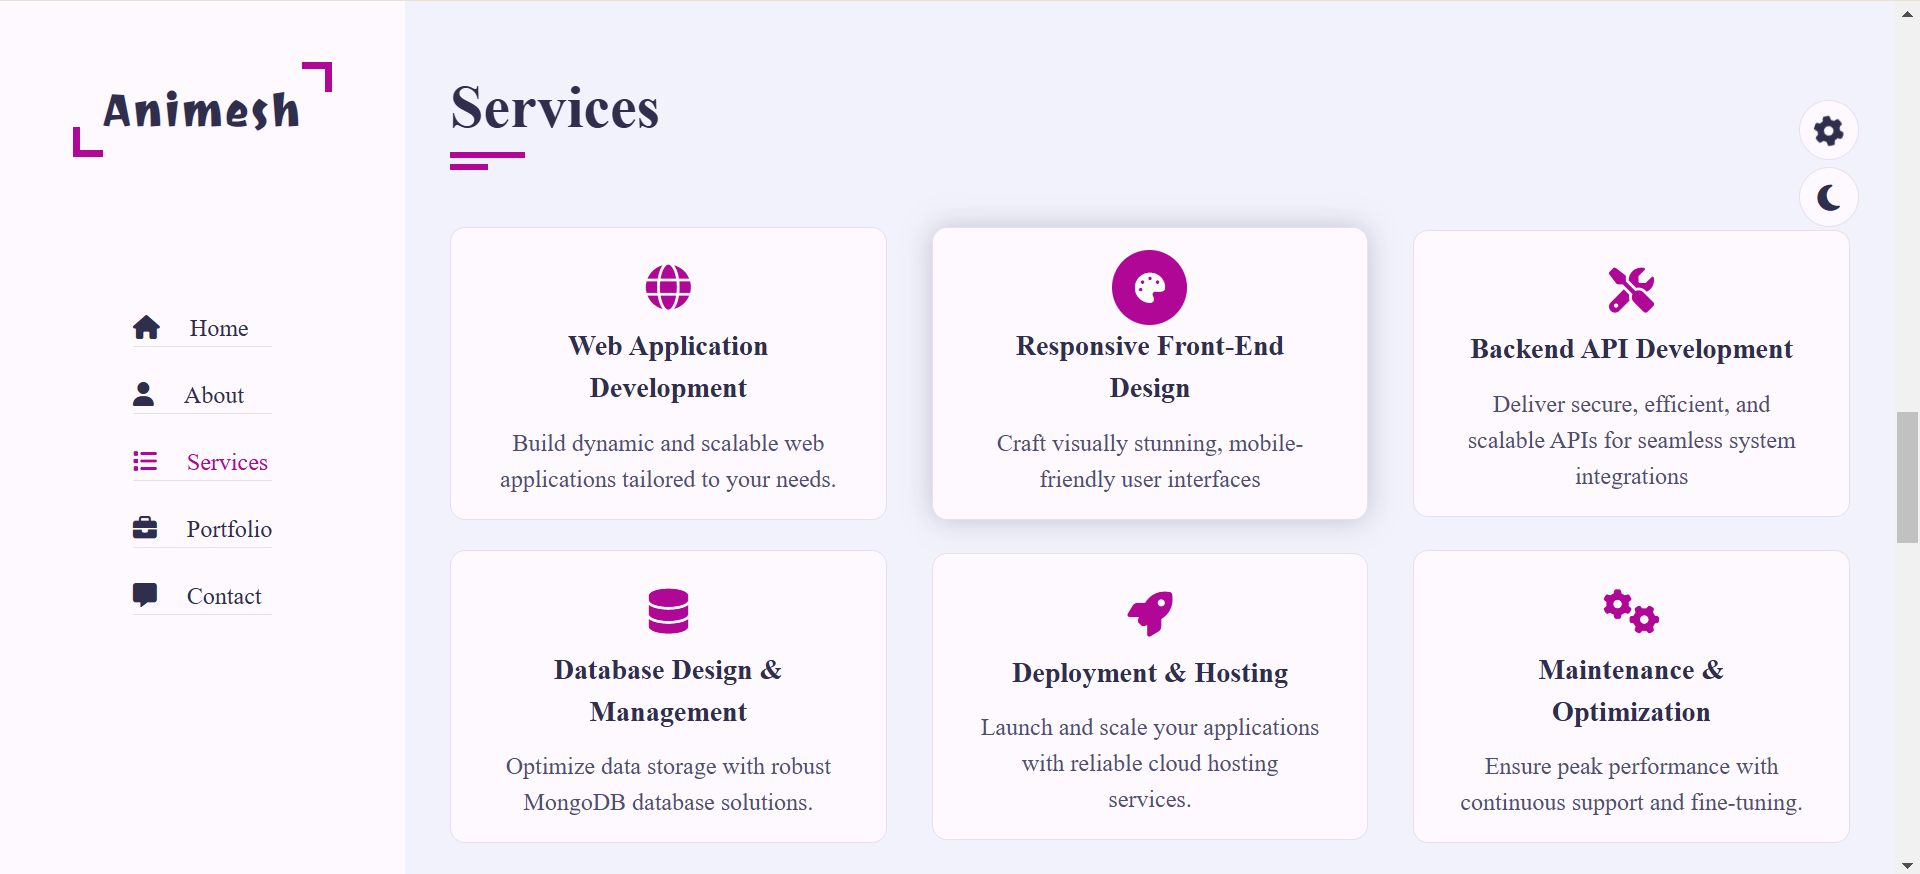 Animesh
Home
About
Services
Portfolio
Contact
Services
Web Application
Development
Build dynamic and scalable web
applications tailored to your needs.
Responsive Front-End
Design
Craft visually stunning, mobile-
friendly user interfaces
Backend API Development
Deliver secure, efficient, and
scalable APIs for seamless system
integrations
Database Design &
Management
Optimize data storage with robust
MongoDB database solutions.
Deployment & Hosting
Launch and scale your applications
with reliable cloud hosting
services.
Maintenance &
Optimization
Ensure peak performance with
continuous support and fine-tuning.